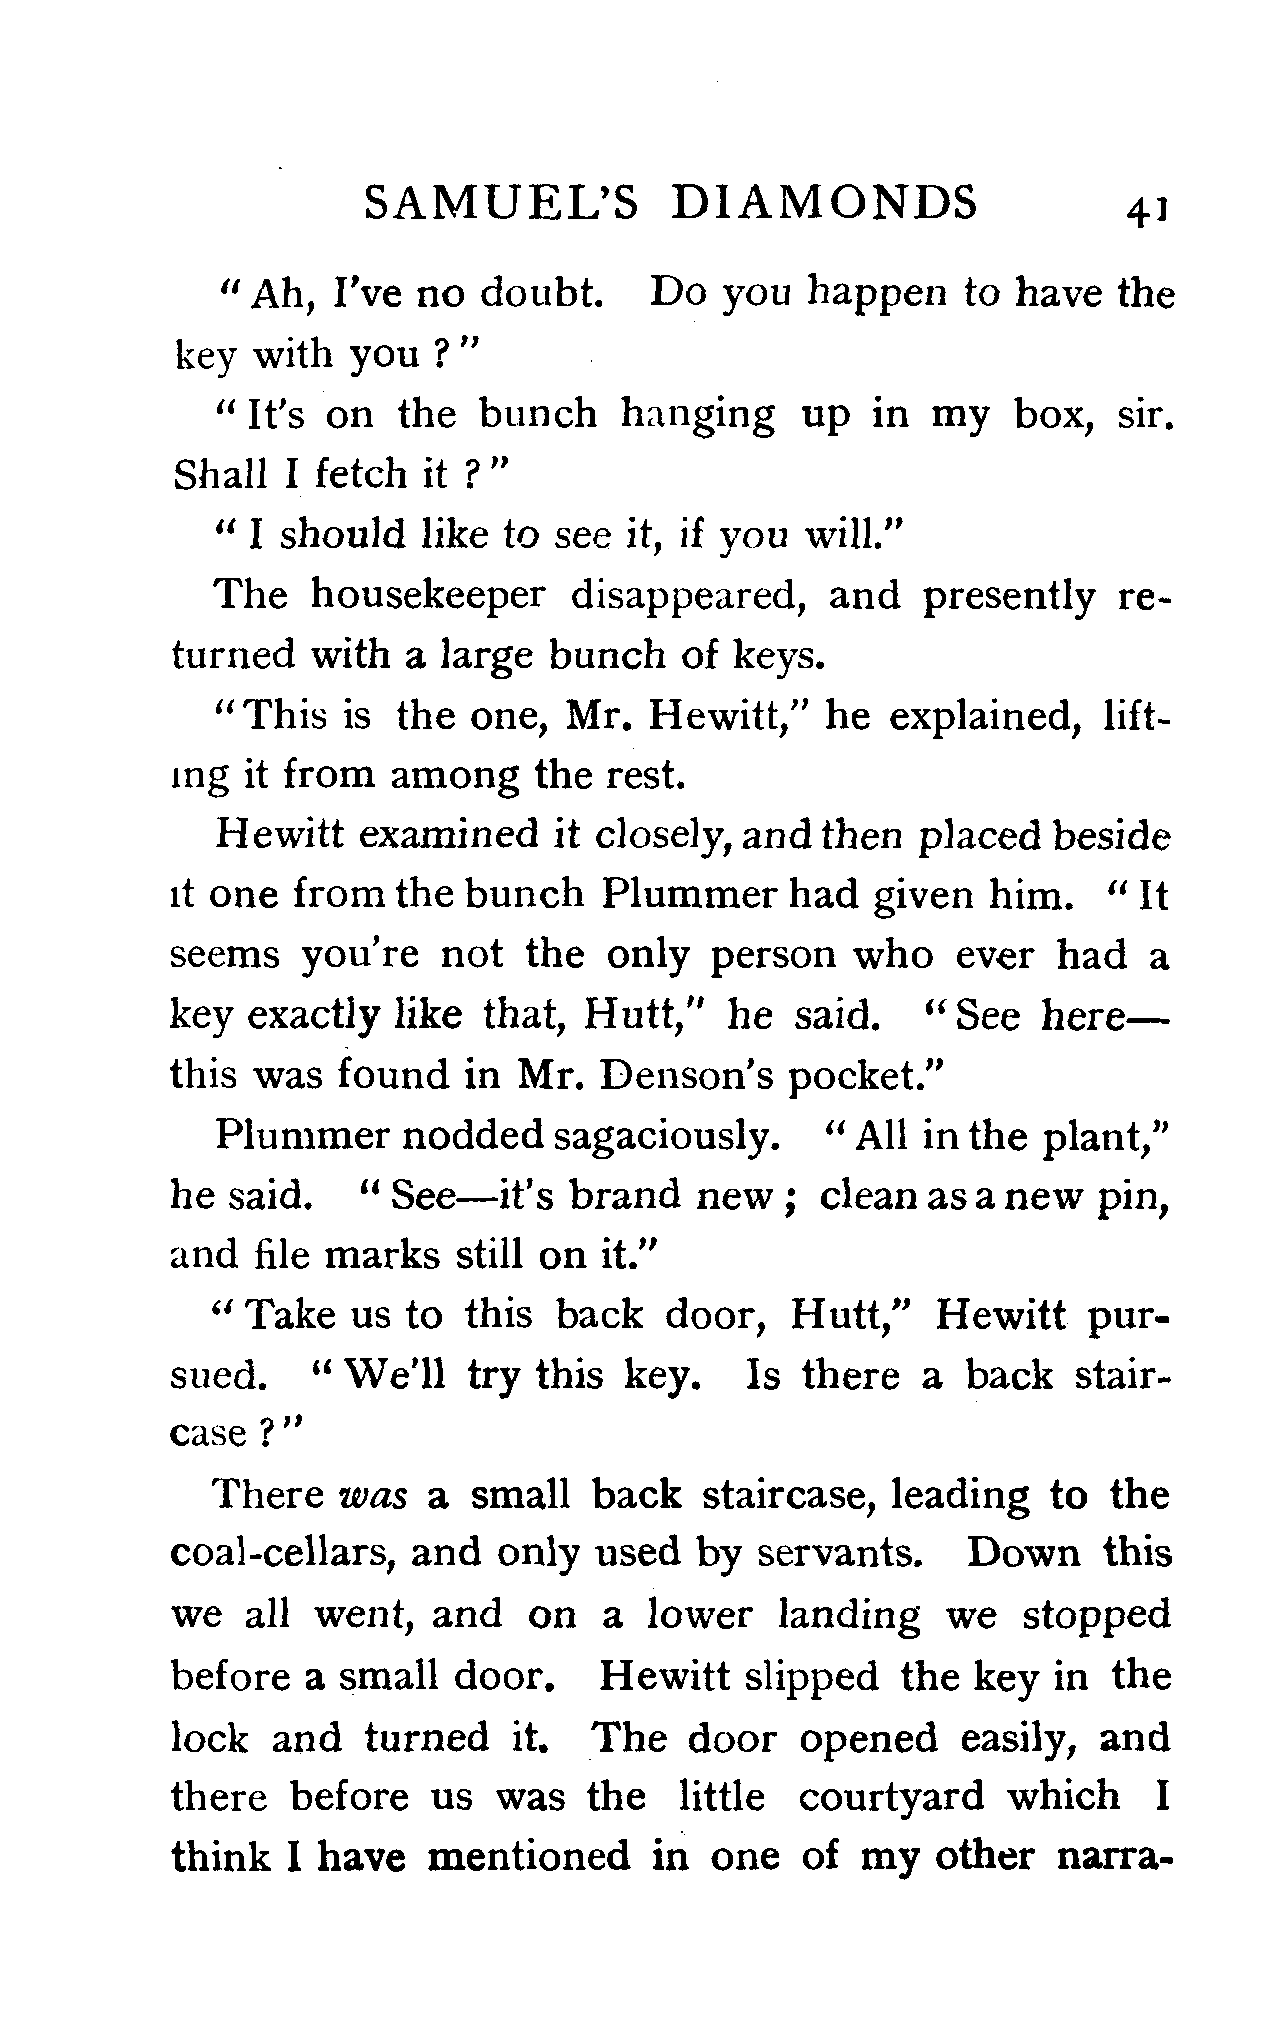 SAMUEL'S DIAMONDS 41
" Ah, I've no doubt. Do you happen to have the
key with you ? "
" It's on the bunch hanging up in my box, sir.
Shall I fetch it ? "
" I should like to see it, if you will."
The housekeeper disappeared, and presently re-
turned with a large bunch of keys.
" This is the one, Mr. Hewitt," he explained, lift-
ing it from among the rest.
Hewitt examined it closely, and then placed beside
it one from the bunch Plummer had given him. " It
seems you're not the only person who ever had a
key exactly like that, Hutt," he said. " See here—
this was found in Mr. Denson's pocket."
Plummer nodded sagaciously. " All in the plant,"
he said. " See—it's brand new ; clean as a new pin,
and file marks still on it."
" Take us to this back door, Hutt," Hewitt pur-
sued. " We'll try this key. Is there a back stair-
case ? "
There was a small back staircase, leading to the
coal-cellars, and only used by servants. Down this
we all went, and on a lower landing we stopped
before a small door. Hewitt slipped the key in the
lock and turned it. The door opened easily, and
there before us was the little courtyard which I
think I have mentioned in one of my other narra-